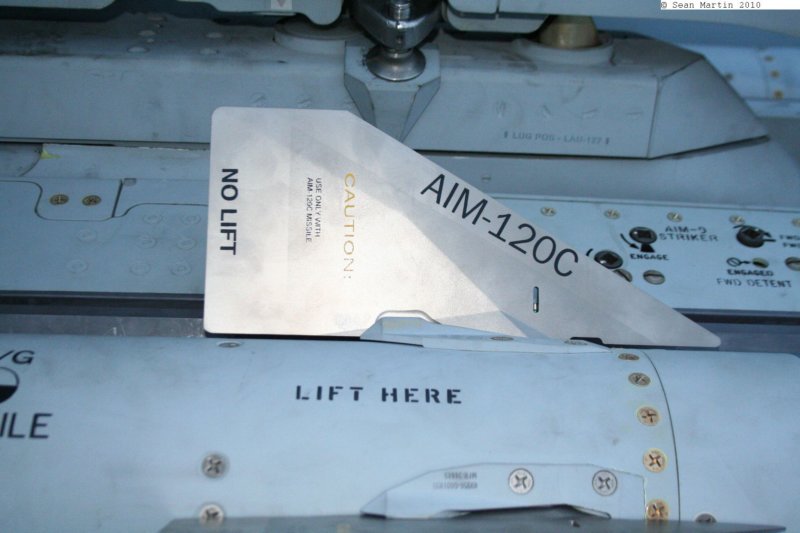 © Sean Martin 2010
LUG POS - LAU-127
NO LIFT
CAUTION:
USE ONLY WITH
AIM-120C MISSILE
AIM-120C
AIM-9
STRIKER
ENGAGE
ENGAGED
FWD DETENT
/G
ILE
LIFT HERE